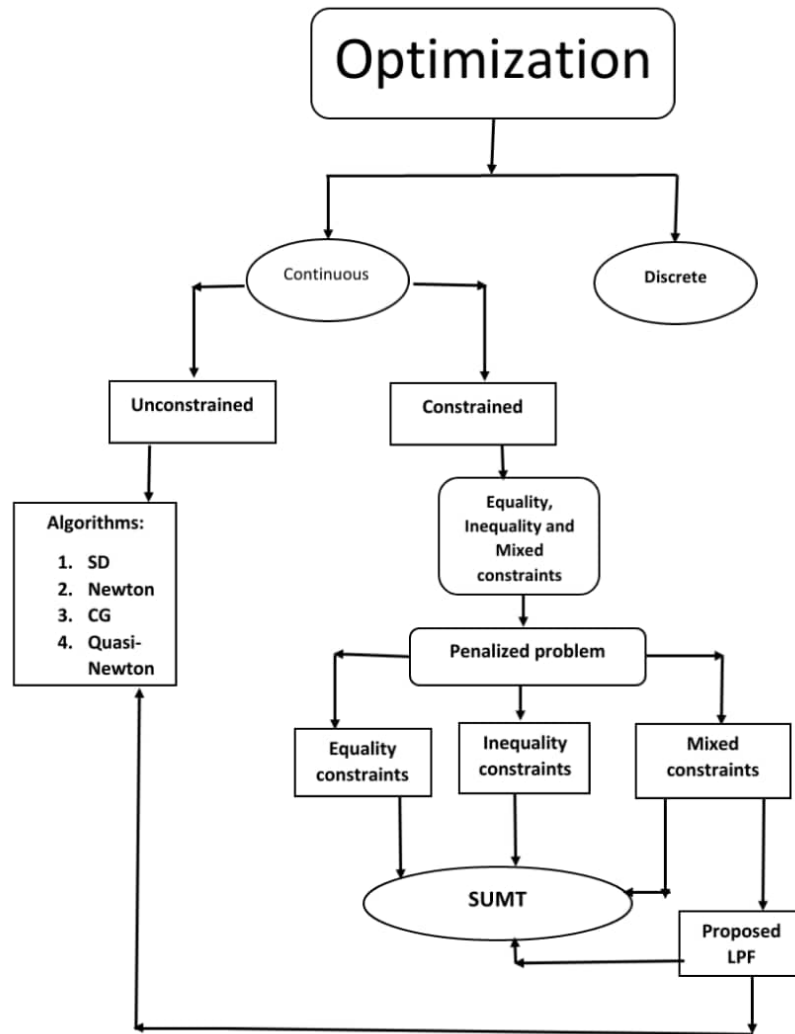 Optimization
Continuous
Discrete
Unconstrained
Constrained
Algorithms:
1. SD
2. Newton
3. CG
4. Quasi-
Newton
Equality,
Inequality and
Mixed
constraints
Penalized problem
Equality
constraints
Inequality
constraints
Mixed
constraints
SUMT
Proposed
LPF